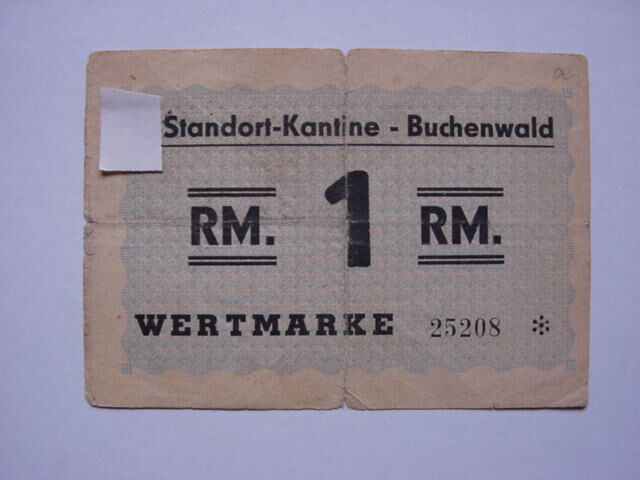 Standort-Kantine - Buchenwald
RM. 1 RM.
WERTMARKE 25208 *
a